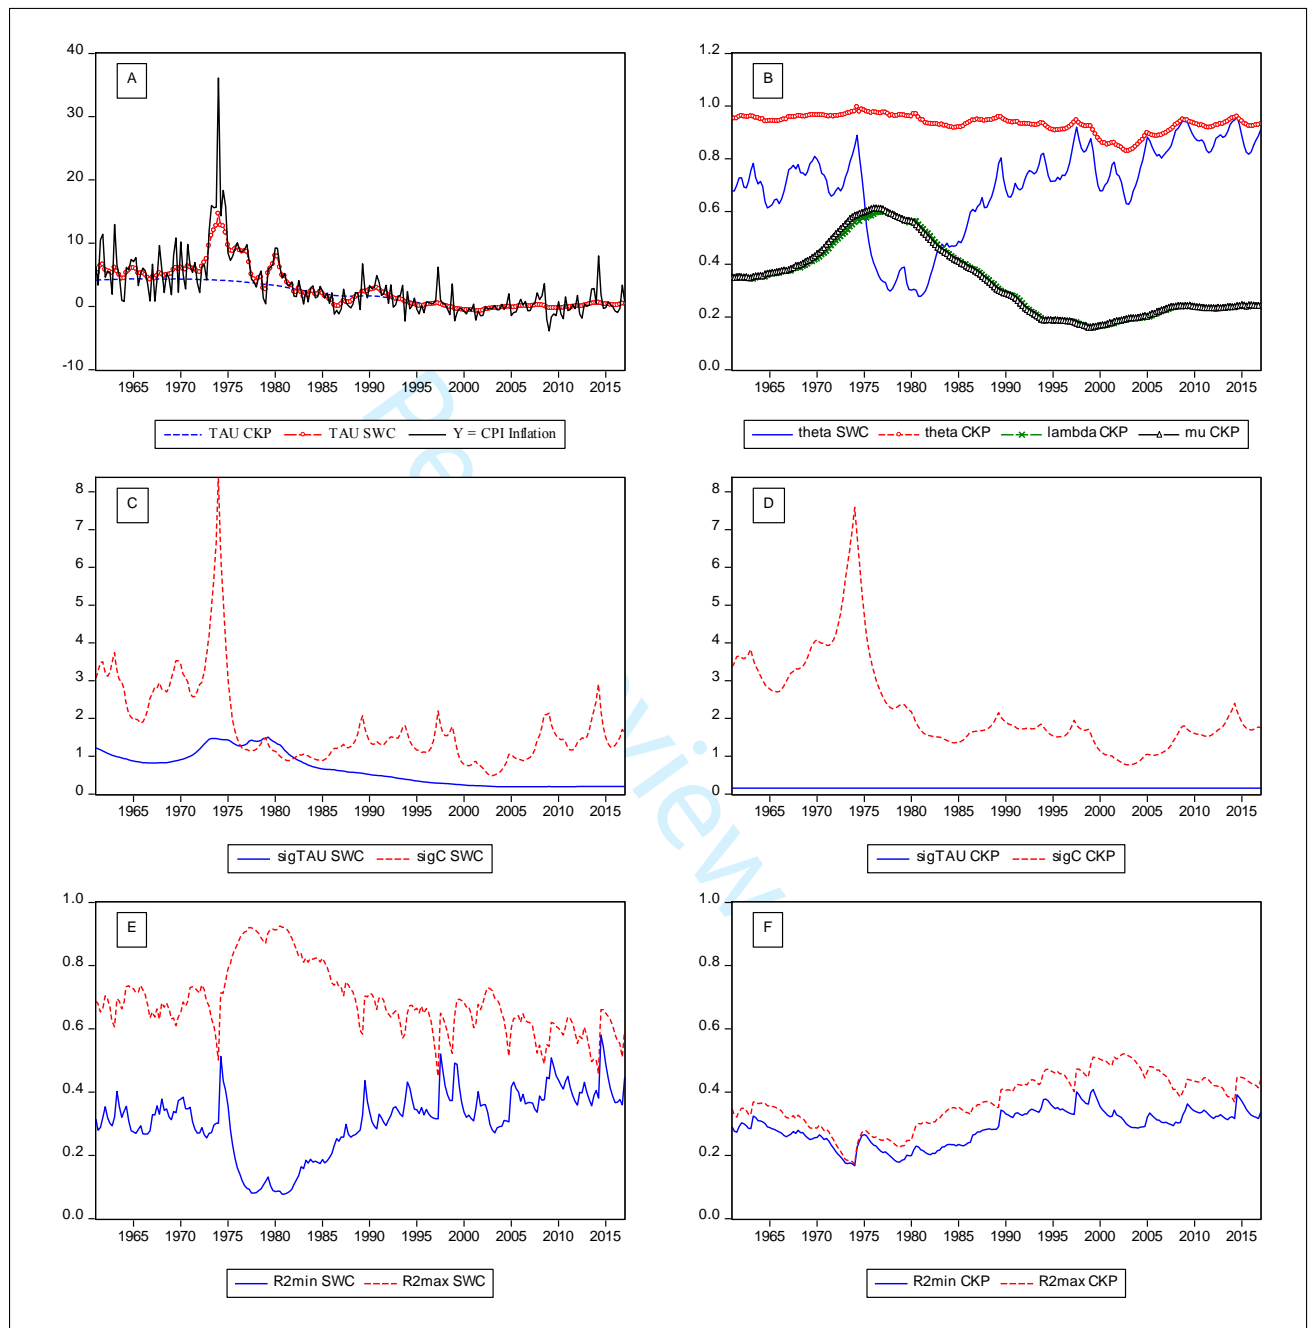 A
40
30
20
10
0
-10
1965 1970 1975 1980 1985 1990 1995 2000 2005 2010 2015
TAU CKP TAU SWC Y = CPI Inflation
B
1.2
1.0
0.8
0.6
0.4
0.2
0.0
1965 1970 1975 1980 1985 1990 1995 2000 2005 2010 2015
theta SWC theta CKP lambda CKP mu CKP
C
8
7
6
5
4
3
2
1
0
1965 1970 1975 1980 1985 1990 1995 2000 2005 2010 2015
sigTAU SWC sigC SWC
D
8
7
6
5
4
3
2
1
0
1965 1970 1975 1980 1985 1990 1995 2000 2005 2010 2015
sigTAU CKP sigC CKP
E
1.0
0.8
0.6
0.4
0.2
0.0
1965 1970 1975 1980 1985 1990 1995 2000 2005 2010 2015
R2min SWC R2max SWC
F
1.0
0.8
0.6
0.4
0.2
0.0
1965 1970 1975 1980 1985 1990 1995 2000 2005 2010 2015
R2min CKP R2max CKP